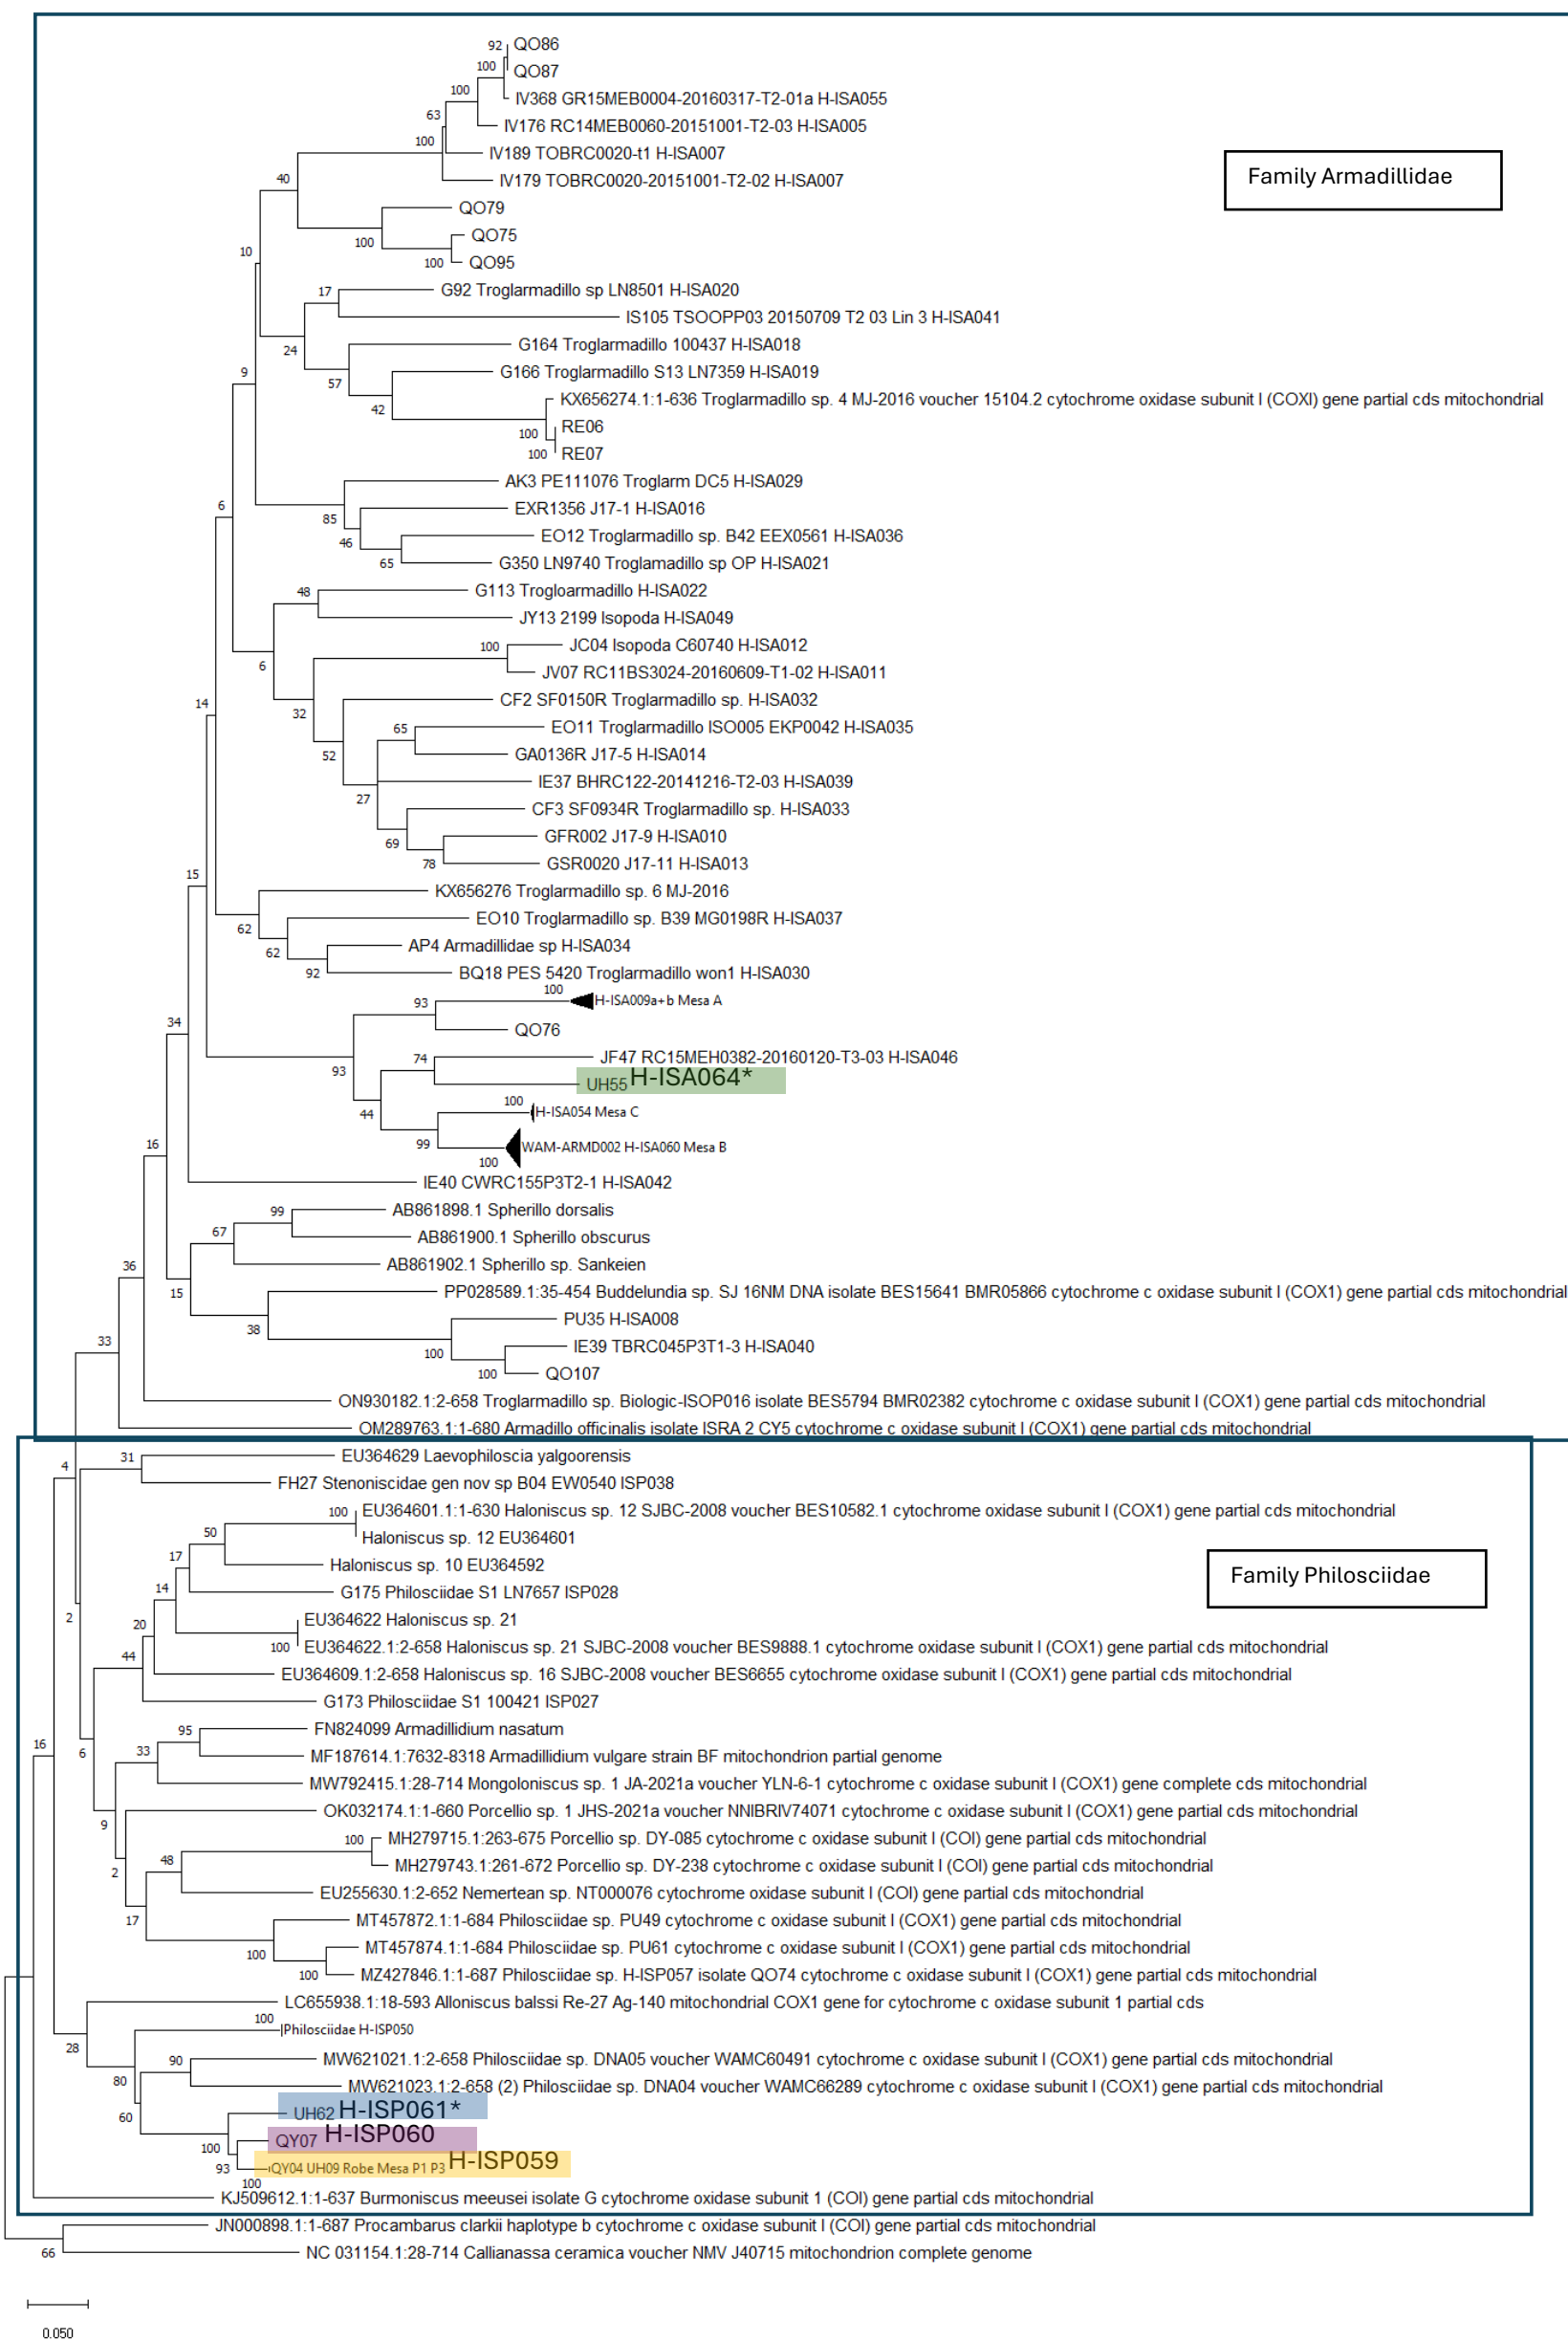 92 QO86
100 QO87
100 IV368 GR15MEB0004-20160317-T2-01a H-ISA055
63 IV176 RC14MEB0060-20151001-T2-03 H-ISA005
100 IV189 TOBRC0020-t1 H-ISA007
Family Armadillidae
40 IV179 TOBRC0020-20151001-T2-02 H-ISA007
QO79
10 100 QO75
100 QO95
17 G92 Troglarmadillo sp LN8501 H-ISA020
IS105 TSOOPP03 20150709 T2 03 Lin 3 H-ISA041
24 G164 Troglarmadillo 100437 H-ISA018
9 57 G166 Troglarmadillo S13 LN7359 H-ISA019
42 KX656274.1:1-636 Troglarmadillo sp. 4 MJ-2016 voucher 15104.2 cytochrome oxidase subunit I (COXI) gene partial cds mitochondrial
100 RE06
100 RE07
AK3 PE111076 Troglarm DC5 H-ISA029
6 85 EXR1356 J17-1 H-ISA016
46 EO12 Troglarmadillo sp. B42 EEX0561 H-ISA036
65 G350 LN9740 Troglamadillo sp OP H-ISA021
48 G113 Trogloarmadillo H-ISA022
JY13 2199 Isopoda H-ISA049
6 100 JC04 Isopoda C60740 H-ISA012
JV07 RC11BS3024-20160609-T1-02 H-ISA011
14 32 CF2 SF0150R Troglarmadillo sp. H-ISA032
65 EO11 Troglarmadillo ISO005 EKP0042 H-ISA035
52 GA0136R J17-5 H-ISA014
27 IE37 BHRC122-20141216-T2-03 H-ISA039
CF3 SF0934R Troglarmadillo sp. H-ISA033
69 GFR002 J17-9 H-ISA010
78 GSR0020 J17-11 H-ISA013
15 KX656276 Troglarmadillo sp. 6 MJ-2016
62 EO10 Troglarmadillo sp. B39 MG0198R H-ISA037
62 AP4 Armadillidae sp H-ISA034
92 BQ18 PES 5420 Troglarmadillo won1 H-ISA030
93 100 H-ISA009a+b Mesa A
34 QO76
93 74 JF47 RC15MEH0382-20160120-T3-03 H-ISA046
UH55 H-ISA064*
44 100 H-ISA054 Mesa C
16 99 100 WAM-ARMD002 H-ISA060 Mesa B
IE40 CWRC155P3T2-1 H-ISA042
99 AB861898.1 Spherillo dorsalis
67 AB861900.1 Spherillo obscurus
36 AB861902.1 Spherillo sp. Sankeien
15 PP028589.1:35-454 Buddelundia sp. SJ 16NM DNA isolate BES15641 BMR05866 cytochrome c oxidase subunit I (COX1) gene partial cds mitochondrial
38 PU35 H-ISA008
33 100 IE39 TBRC045P3T1-3 H-ISA040
100 QO107
ON930182.1:2-658 Troglarmadillo sp. Biologic-ISOP016 isolate BES5794 BMR02382 cytochrome c oxidase subunit I (COX1) gene partial cds mitochondrial
OM289763.1:1-680 Armadillo officinalis isolate ISRA 2 CY5 cytochrome c oxidase subunit I (COX1) gene partial cds mitochondrial
4 31 EU364629 Laevophiloscia yalgoorensis
FH27 Stenoniscidae gen nov sp B04 EW0540 ISP038
100 EU364601.1:1-630 Haloniscus sp. 12 SJBC-2008 voucher BES10582.1 cytochrome oxidase subunit I (COX1) gene partial cds mitochondrial
50 Haloniscus sp. 12 EU364601
17 Haloniscus sp. 10 EU364592
Family Philosciidae
14 G175 Philosciidae S1 LN7657 ISP028
2 20 EU364622 Haloniscus sp. 21
44 100 EU364622.1:2-658 Haloniscus sp. 21 SJBC-2008 voucher BES9888.1 cytochrome oxidase subunit I (COX1) gene partial cds mitochondrial
EU364609.1:2-658 Haloniscus sp. 16 SJBC-2008 voucher BES6655 cytochrome oxidase subunit I (COX1) gene partial cds mitochondrial
G173 Philosciidae S1 100421 ISP027
16 6 95 FN824099 Armadillidium nasatum
33 MF187614.1:7632-8318 Armadillidium vulgare strain BF mitochondrion partial genome
MW792415.1:28-714 Mongoloniscus sp. 1 JA-2021a voucher YLN-6-1 cytochrome c oxidase subunit I (COX1) gene complete cds mitochondrial
9 OK032174.1:1-660 Porcellio sp. 1 JHS-2021a voucher NNIBRIV74071 cytochrome c oxidase subunit I (COX1) gene partial cds mitochondrial
100 MH279715.1:263-675 Porcellio sp. DY-085 cytochrome c oxidase subunit I (COI) gene partial cds mitochondrial
2 48 MH279743.1:261-672 Porcellio sp. DY-238 cytochrome c oxidase subunit I (COI) gene partial cds mitochondrial
EU255630.1:2-652 Nemertean sp. NT000076 cytochrome oxidase subunit I (COI) gene partial cds mitochondrial
17 MT457872.1:1-684 Philosciidae sp. PU49 cytochrome c oxidase subunit I (COX1) gene partial cds mitochondrial
100 MT457874.1:1-684 Philosciidae sp. PU61 cytochrome c oxidase subunit I (COX1) gene partial cds mitochondrial
100 MZ427846.1:1-687 Philosciidae sp. H-ISP057 isolate QO74 cytochrome c oxidase subunit I (COX1) gene partial cds mitochondrial
LC655938.1:18-593 Alloniscus balssi Re-27 Ag-140 mitochondrial COX1 gene for cytochrome c oxidase subunit 1 partial cds
28 100 Philosciidae H-ISP050
80 90 MW621021.1:2-658 Philosciidae sp. DNA05 voucher WAMC60491 cytochrome c oxidase subunit I (COX1) gene partial cds mitochondrial
MW621023.1:2-658 (2) Philosciidae sp. DNA04 voucher WAMC66289 cytochrome c oxidase subunit I (COX1) gene partial cds mitochondrial
60 UH62 H-ISP061*
100 QY07 H-ISP060
93 100 QY04 UH09 Robe Mesa P1 P3 H-ISP059
KJ509612.1:1-637 Burmoniscus meeusei isolate G cytochrome oxidase subunit 1 (COI) gene partial cds mitochondrial
JN000898.1:1-687 Procambarus clarkii haplotype b cytochrome c oxidase subunit I (COI) gene partial cds mitochondrial
66 NC 031154.1:28-714 Callianassa ceramica voucher NMV J40715 mitochondrion complete genome
0.050